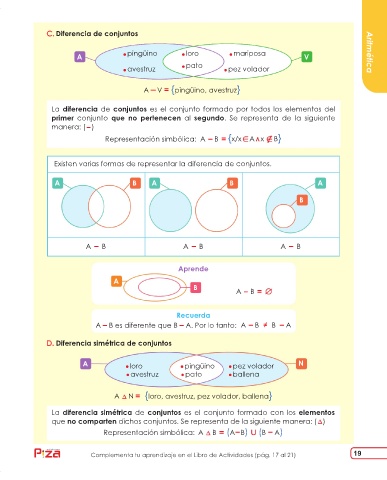 C. Diferencia de conjuntos
Aritmética
A
• pingüino • loro • mariposa
V
• avestruz • pato • pez volador
A − V = {pingüino, avestruz}
La diferencia de conjuntos es el conjunto formado por todos los elementos del
primer conjunto que no pertenecen al segundo. Se representa de la siguiente
manera: (−)
Representación simbólica: A − B = {x/x ∈ A ∧ x ∉ B}
Existen varias formas de representar la diferencia de conjuntos.
A B A B A
B
A − B A − B A − B
Aprende
A
B
A − B = ∅
Recuerda
A − B es diferente que B − A. Por lo tanto: A − B ≠ B − A
D. Diferencia simétrica de conjuntos
A N
• loro • pingüino • pez volador
• avestruz • pato • ballena
A △ N = {loro, avestruz, pez volador, ballena}
La diferencia simétrica de conjuntos es el conjunto formado con los elementos
que no comparten dichos conjuntos. Se representa de la siguiente manera: (△)
Representación simbólica: A △ B = (A−B) ∪ (B − A)
Complementa tu aprendizaje en el Libro de Actividades (pág. 17 al 21)
19